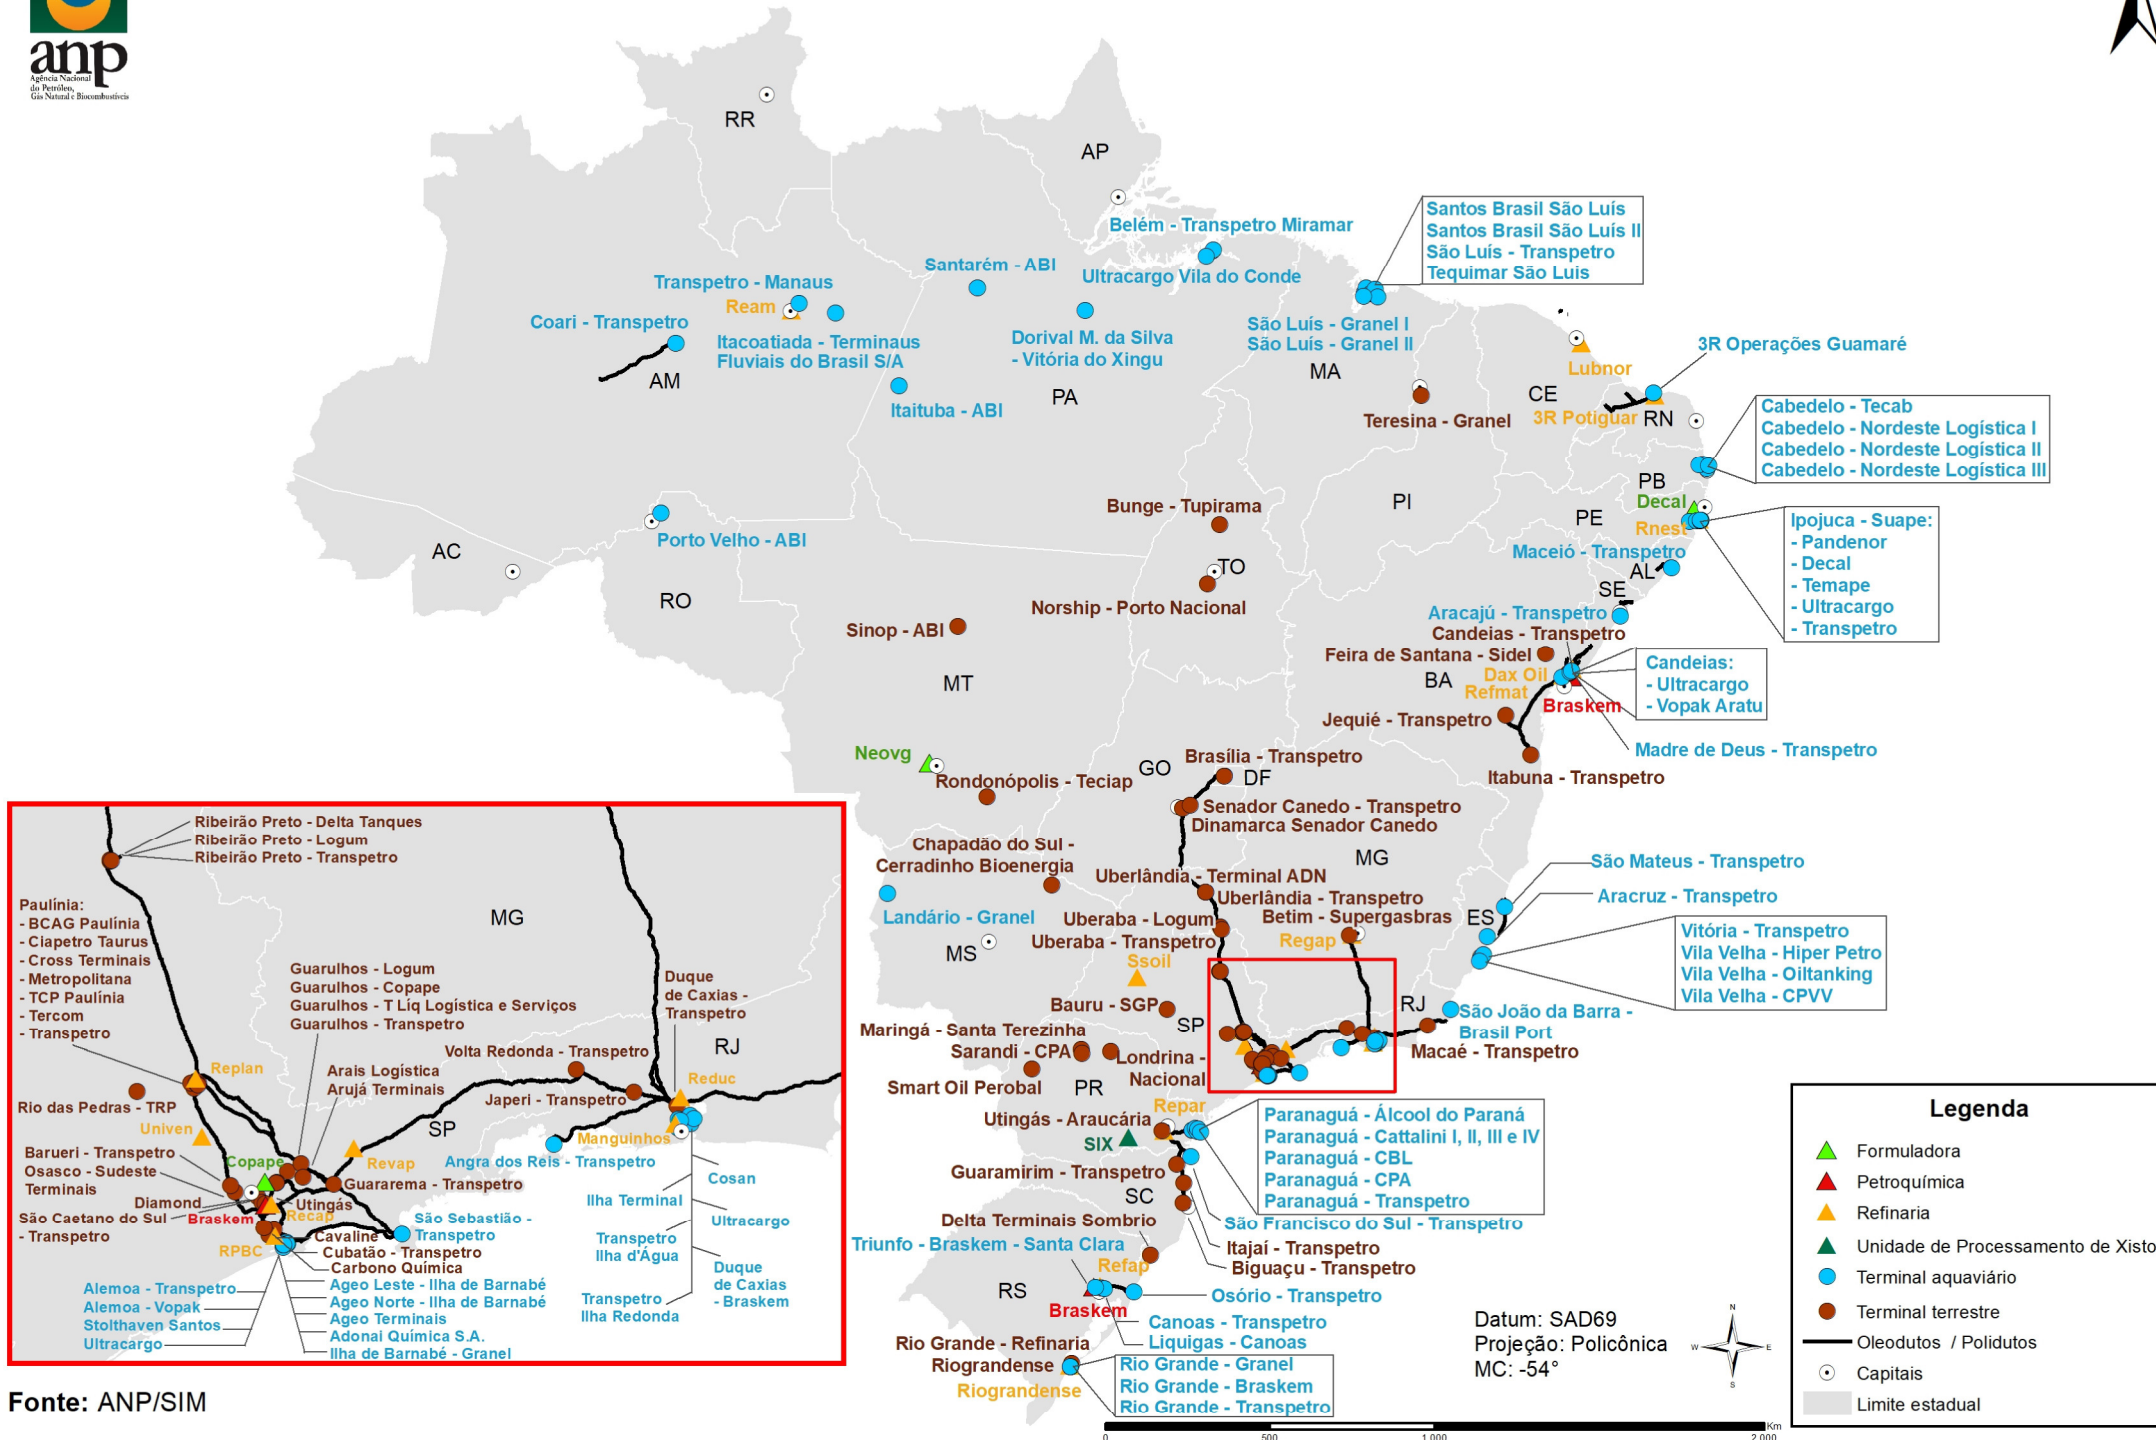 anp
Agência Nacional
do Petróleo,
Gás Natural e Biocombustíveis
RR
AP
Belém - Transpetro Miramar
Ultracargo Vila do Conde
Santos Brasil São Luís
Santos Brasil São Luís II
São Luís - Transpetro
Tequimar São Luis
Santarém - ABI
Transpetro - Manaus
Ream
Coari - Transpetro
Itacoatiada - Terminaus
Fluviais do Brasil S/A
AM
Dorival M. da Silva
- Vitória do Xingu
São Luís - Granel I
São Luís - Granel II
MA
PA
Itaituba - ABI
Lubnor
3R Operações Guamaré
CE
Teresina - Granel
3R Potiguar
RN
Cabedelo - Tecab
Cabedelo - Nordeste Logística I
Cabedelo - Nordeste Logística II
Cabedelo - Nordeste Logística III
PB
Decal
PI
PE
Rnest
Ipojuca - Suape:
- Pandenor
- Decal
- Temape
- Ultracargo
- Transpetro
Bunge - Tupirama
Porto Velho - ABI
AC
RO
Maceió - Transpetro
AL
SE
TO
Norship - Porto Nacional
Sinop - ABI
MT
Aracajú - Transpetro
Candeias - Transpetro
Feira de Santana - Sidel
Dax Oil
BA
Refmat
Braskem
Candeias:
- Ultracargo
- Vopak Aratu
Jequié - Transpetro
Madre de Deus - Transpetro
Itabuna - Transpetro
Neovg
Rondonópolis - Teciap
GO
Brasília - Transpetro
DF
Senador Canedo - Transpetro
Dinamarca Senador Canedo
Chapadão do Sul -
Cerradinho Bioenergia
MG
Uberlândia - Terminal ADN
Uberlândia - Transpetro
Betim - Supergasbras
Landário - Granel
Uberaba - Logum
Uberaba - Transpetro
Regap
MS
Ssoil
ES
São Mateus - Transpetro
Aracruz - Transpetro
Vitória - Transpetro
Vila Velha - Hiper Petro
Vila Velha - Oiltanking
Vila Velha - CPVV
Bauru - SGP
SP
RJ
São João da Barra -
Brasil Port
Macaé - Transpetro
Maringá - Santa Terezinha
Sarandi - CPA
Londrina -
Nacional
Smart Oil Perobal
PR
Utingás - Araucária
Repar
SIX
Paranaguá - Álcool do Paraná
Paranaguá - Cattalini I, II, III e IV
Paranaguá - CBL
Paranaguá - CPA
Paranaguá - Transpetro
Guaramirim - Transpetro
SC
São Francisco do Sul - Transpetro
Delta Terminais Sombrio
Itajaí - Transpetro
Biguaçu - Transpetro
Triunfo - Braskem - Santa Clara
Refap
RS
Braskem
Osório - Transpetro
Canoas - Transpetro
Liquigas - Canoas
Rio Grande - Refinaria
Riograndense
Riograndense
Rio Grande - Granel
Rio Grande - Braskem
Rio Grande - Transpetro
Ribeirão Preto - Delta Tanques
Ribeirão Preto - Logum
Ribeirão Preto - Transpetro
Paulínia:
- BCAG Paulínia
- Ciapetro Taurus
- Cross Terminais
- Metropolitana
- TCP Paulínia
- Tercom
- Transpetro
MG
Guarulhos - Logum
Guarulhos - Copape
Guarulhos - T Líq Logística e Serviços
Guarulhos - Transpetro
Duque
de Caxias -
Transpetro
RJ
Volta Redonda - Transpetro
Arais Logística
Arujá Terminais
Japeri - Transpetro
Reduc
Replan
Rio das Pedras - TRP
Univen
SP
Manguinhos
Barueri - Transpetro
Osasco - Sudeste
Terminais
Copape
Revap
Angra dos Reis - Transpetro
Guararema - Transpetro
Diamond
Utingás
São Caetano do Sul
- Transpetro
Braskem
Recap
São Sebastião -
Transpetro
RPBC
Cavaline
Cubatão - Transpetro
Carbono Química
Alemoa - Transpetro
Alemoa - Vopak
Stolthaven Santos
Ultracargo
Ageo Leste - Ilha de Barnabé
Ageo Norte - Ilha de Barnabé
Ageo Terminais
Adonai Química S.A.
Ilha de Barnabé - Granel
Cosan
Ilha Terminal
Ultracargo
Transpetro
Ilha d'Água
Duque
de Caxias
- Braskem
Transpetro
Ilha Redonda
Fonte: ANP/SIM
Datum: SAD69
Projeção: Policônica
MC: -54°
N
W
E
S
0 500 1.000 2.000
Km
Legenda
Formuladora
Petroquímica
Refinaria
Unidade de Processamento de Xisto
Terminal aquaviário
Terminal terrestre
Oleodutos / Polidutos
Capitais
Limite estadual